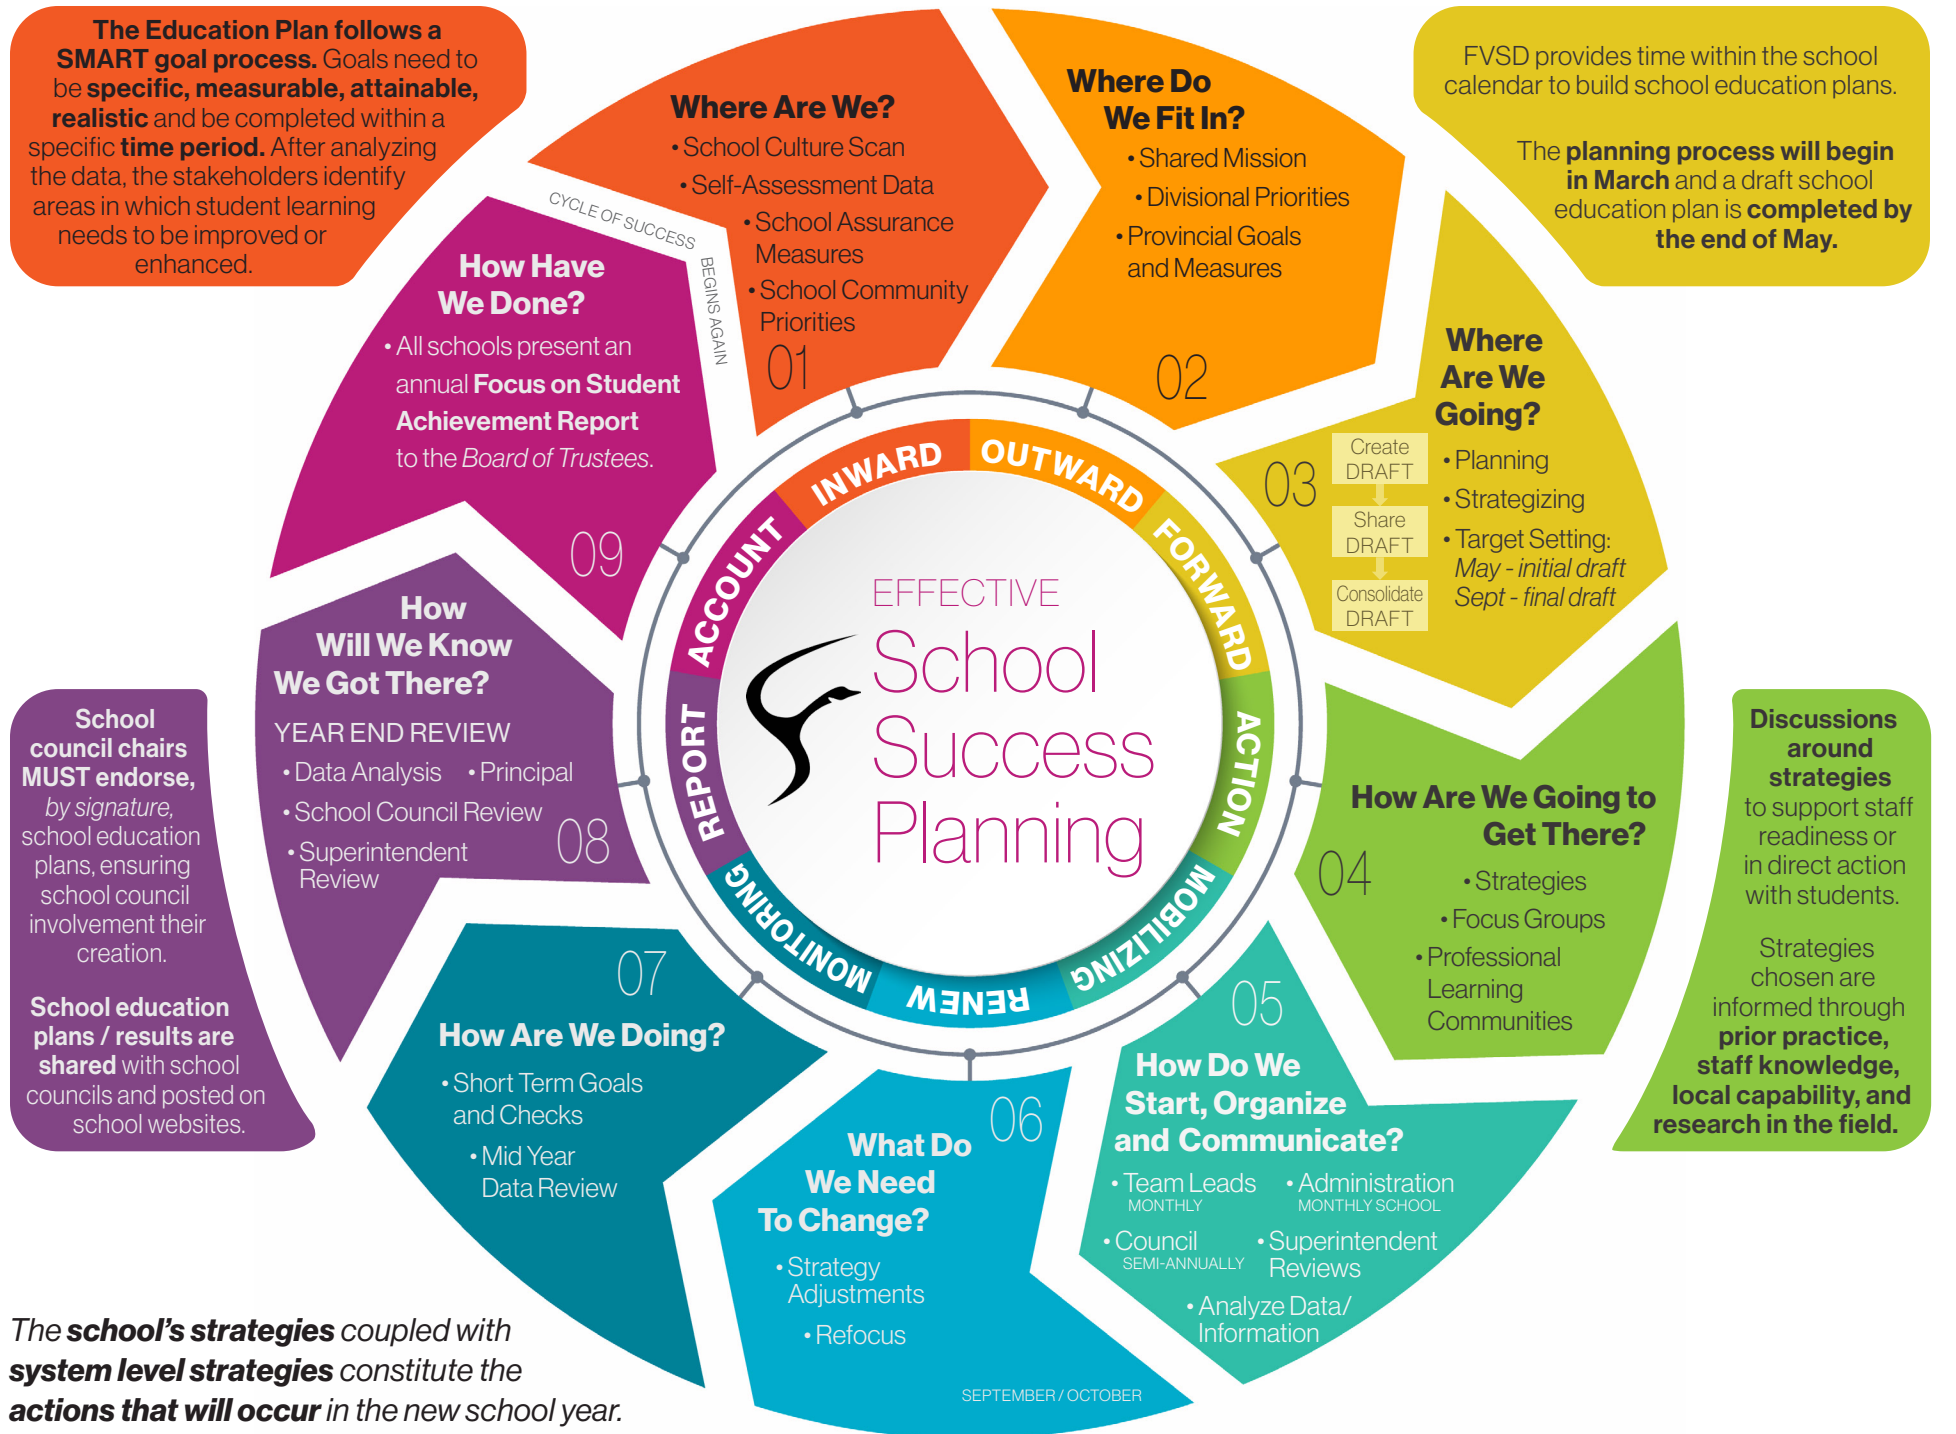 The Education Plan follows a
SMART goal process. Goals need to
be specific, measurable, attainable,
realistic and be completed within a
specific time period. After analyzing
the data, the stakeholders identify
areas in which student learning
needs to be improved or
enhanced.
FVSD provides time within the school
calendar to build school education plans.
The planning process will begin
in March and a draft school
education plan is completed by
the end of May.
Where Are We?
• School Culture Scan
• Self-Assessment Data
• School Assurance
Measures
• School Community
Priorities
01
Where Do
We Fit In?
• Shared Mission
• Divisional Priorities
• Provincial Goals
and Measures
02
Where
Are We
Going?
• Planning
• Strategizing
• Target Setting:
May - initial draft
Sept - final draft
03
Create
DRAFT
Share
DRAFT
Consolidate
DRAFT
How Are We Going to
Get There?
• Strategies
• Focus Groups
• Professional
Learning
Communities
04
Discussions
around
strategies
to support staff
readiness or
in direct action
with students.
Strategies
chosen are
informed through
prior practice,
staff knowledge,
local capability, and
research in the field.
05
How Do We
Start, Organize
and Communicate?
• Team Leads • Administration
MONTHLY MONTHLY SCHOOL
• Council • Superintendent
SEMI-ANNUALLY Reviews
• Analyze Data/
Information
06
What Do
We Need
To Change?
• Strategy
Adjustments
• Refocus
SEPTEMBER / OCTOBER
07
How Are We Doing?
• Short Term Goals
and Checks
• Mid Year
Data Review
How
Will We Know
We Got There?
YEAR END REVIEW
• Data Analysis • Principal
• School Council Review
• Superintendent
Review
08
School
council chairs
MUST endorse,
by signature,
school education
plans, ensuring
school council
involvement their
creation.
School education
plans / results are
shared with school
councils and posted on
school websites.
How Have
We Done?
• All schools present an
annual Focus on Student
Achievement Report
to the Board of Trustees.
09
CYCLE OF SUCCESS
BEGINS AGAIN
INWARD
OUTWARD
FORWARD
ACTION
MOBILIZING
RENEW
MONITORING
REPORT
ACCOUNT
EFFECTIVE
School
Success
Planning
The school's strategies coupled with
system level strategies constitute the
actions that will occur in the new school year.